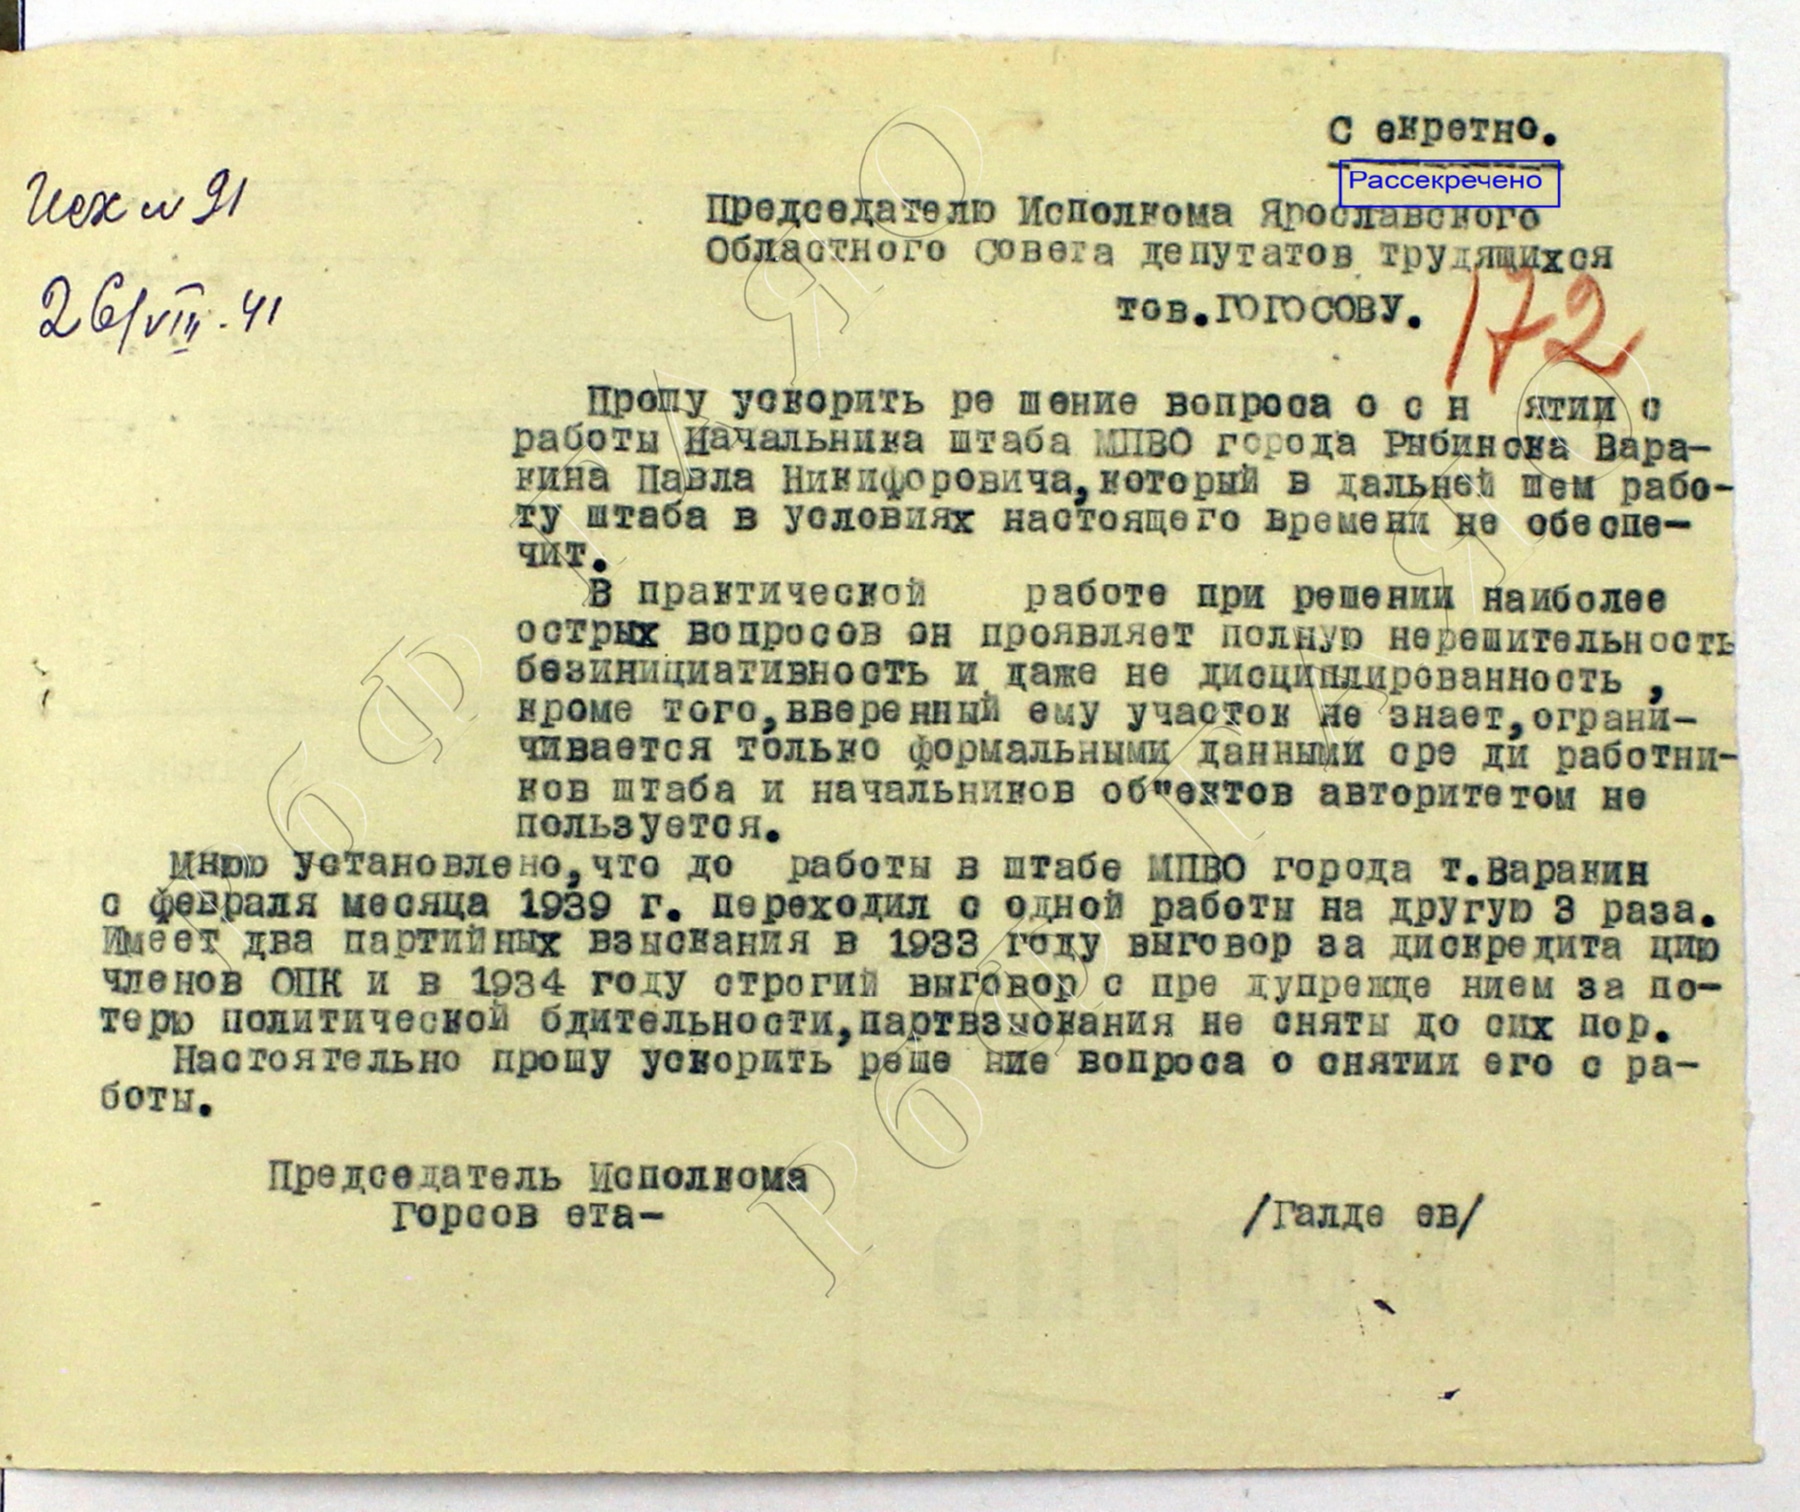 С екретно.
Рассекречено
Исх № 91
Председателю Исполкома Ярославского
Областного Совета депутатов трудящихся
26/VIII-41
тов.ГОГОСОВУ.
172
Прошу ускорить ре шение вопроса о с н ятии с
работы Начальника штаба МПВО города Рыбинска Вара-
кина Павла Никифоровича,который в дальней шем рабо-
ту штаба в условиях настоящего времени не обеспе-
чит.
В практической работе при решении наиболее
острых вопросов он проявляет полную нерешительность
безинициативность и даже не дисциплированность ,
кроме того,вверенный ему участок не знает,ограни-
чивается только формальными данными сре ди работни-
ков штаба и начальников об"ектов авторитетом не
пользуется.
Мною установлено,что до работы в штабе МПВО города т.Варакин
с февраля месяца 1939 г. переходил с одной работы на другую 3 раза.
Имеет два партийных взыскания в 1933 году выговор за дискредита цию
членов ОПК и в 1934 году строгий выговор с пре дупрежде нием за по-
терю политической бдительности,партвзыскания не сняты до сих пор.
Настоятельно прошу ускорить реше ние вопроса о снятии его с ра-
боты.
Председатель Исполкома
Горсов ета-
/Галде ев/
Рбф ГАЯО
Рбф ГАЯО